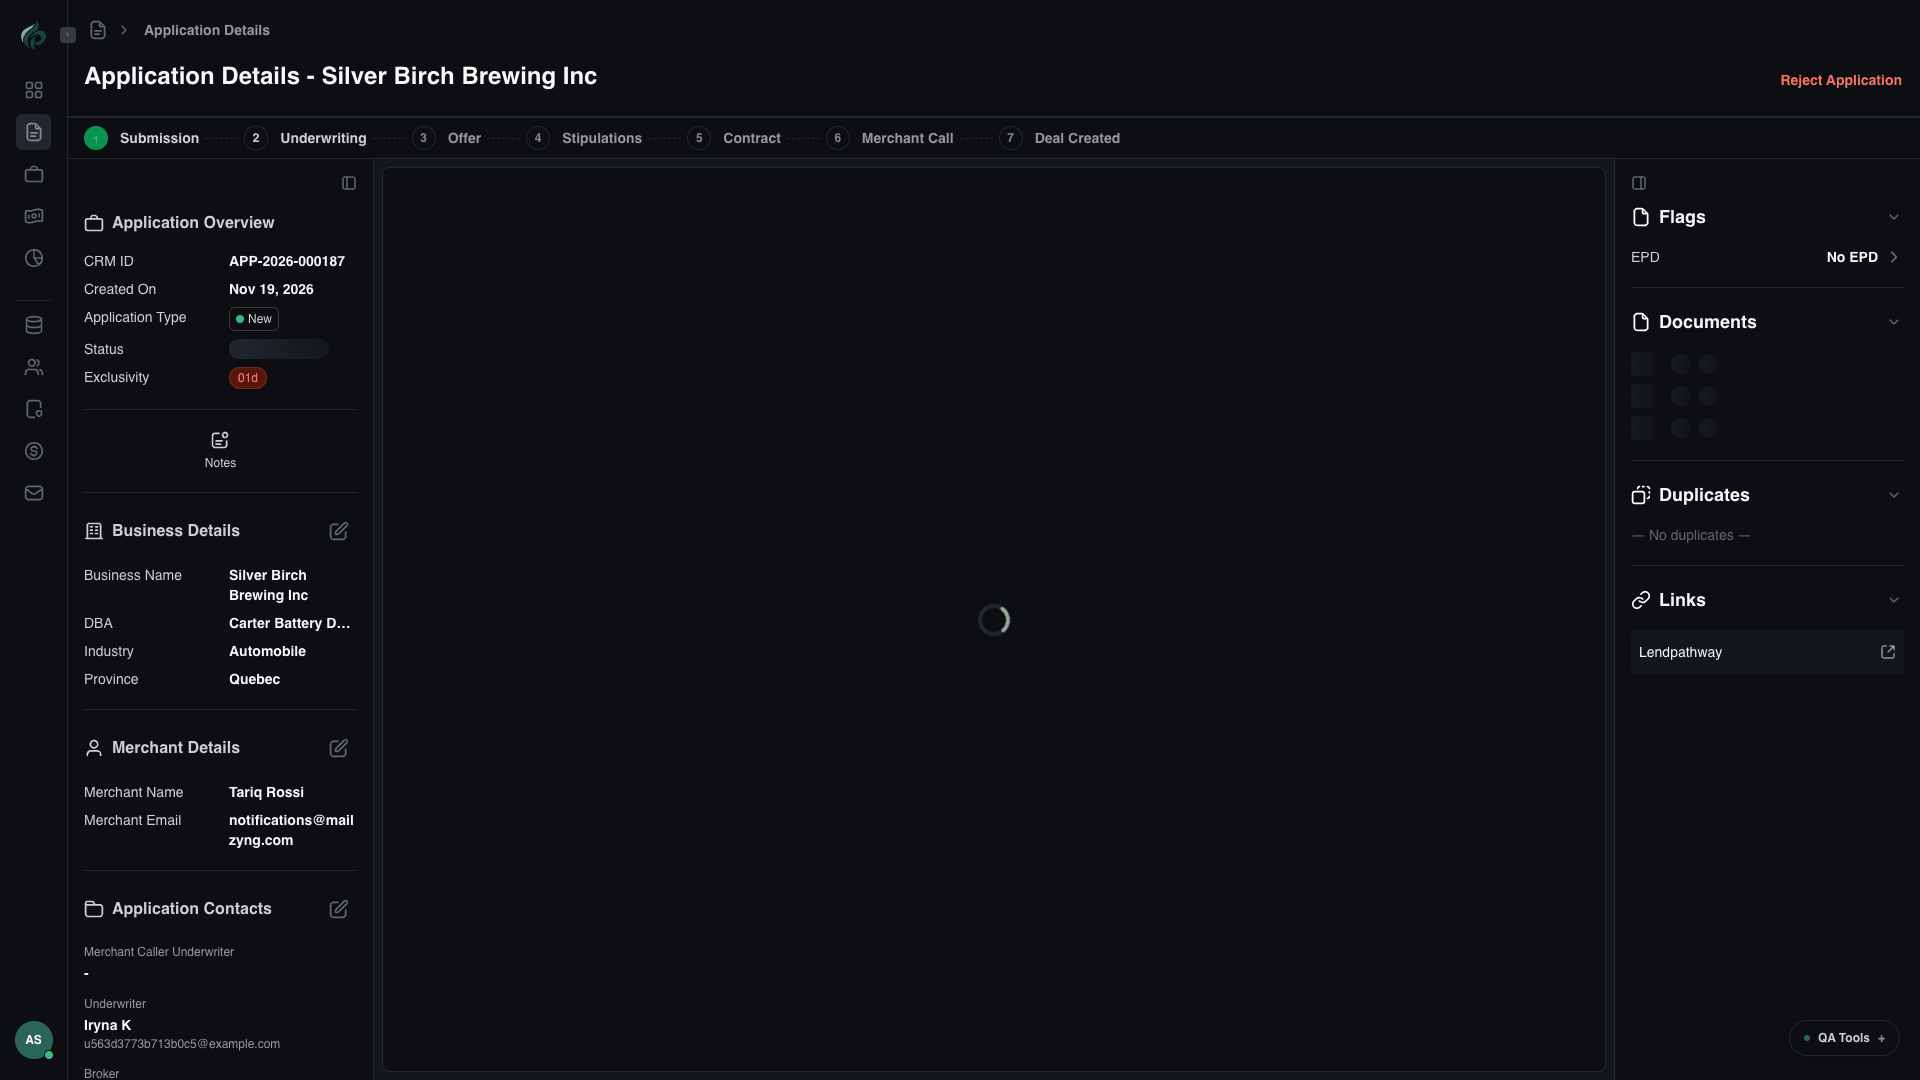 Application Details
Application Details - Silver Birch Brewing Inc
Reject Application
1 Submission
2 Underwriting
3 Offer
4 Stipulations
5 Contract
6 Merchant Call
7 Deal Created
Application Overview
CRM ID APP-2026-000187
Created On Nov 19, 2026
Application Type New
Status
Exclusivity 01d
Notes
Business Details
Business Name Silver Birch
Brewing Inc
DBA Carter Battery D...
Industry Automobile
Province Quebec
Merchant Details
Merchant Name Tariq Rossi
Merchant Email notifications@mail
zyng.com
Application Contacts
Merchant Caller Underwriter
-
Underwriter
Iryna K
u563d3773b713b0c5@example.com
Broker
Flags
EPD No EPD
Documents
Duplicates
— No duplicates —
Links
Lendpathway
QA Tools +
AS